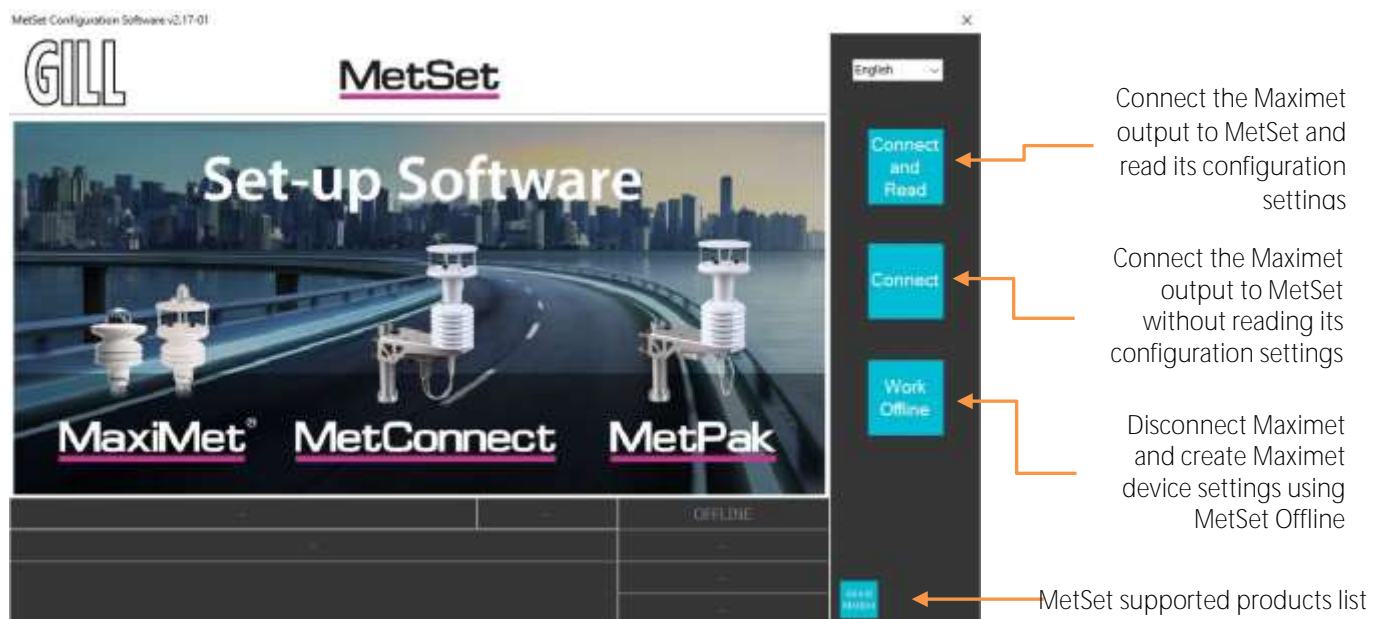 MetSet Configuration Software v2.17-01
GILL
MetSet
English
Set-up Software
MaxiMet®
MetConnect
MetPak
OFFLINE
Connect
and
Read
Connect
Work
Offline
Connect the Maximet
output to MetSet and
read its configuration
settings
Connect the Maximet
output to MetSet
without reading its
configuration settings
Disconnect Maximet
and create Maximet
device settings using
MetSet Offline
MetSet supported products list